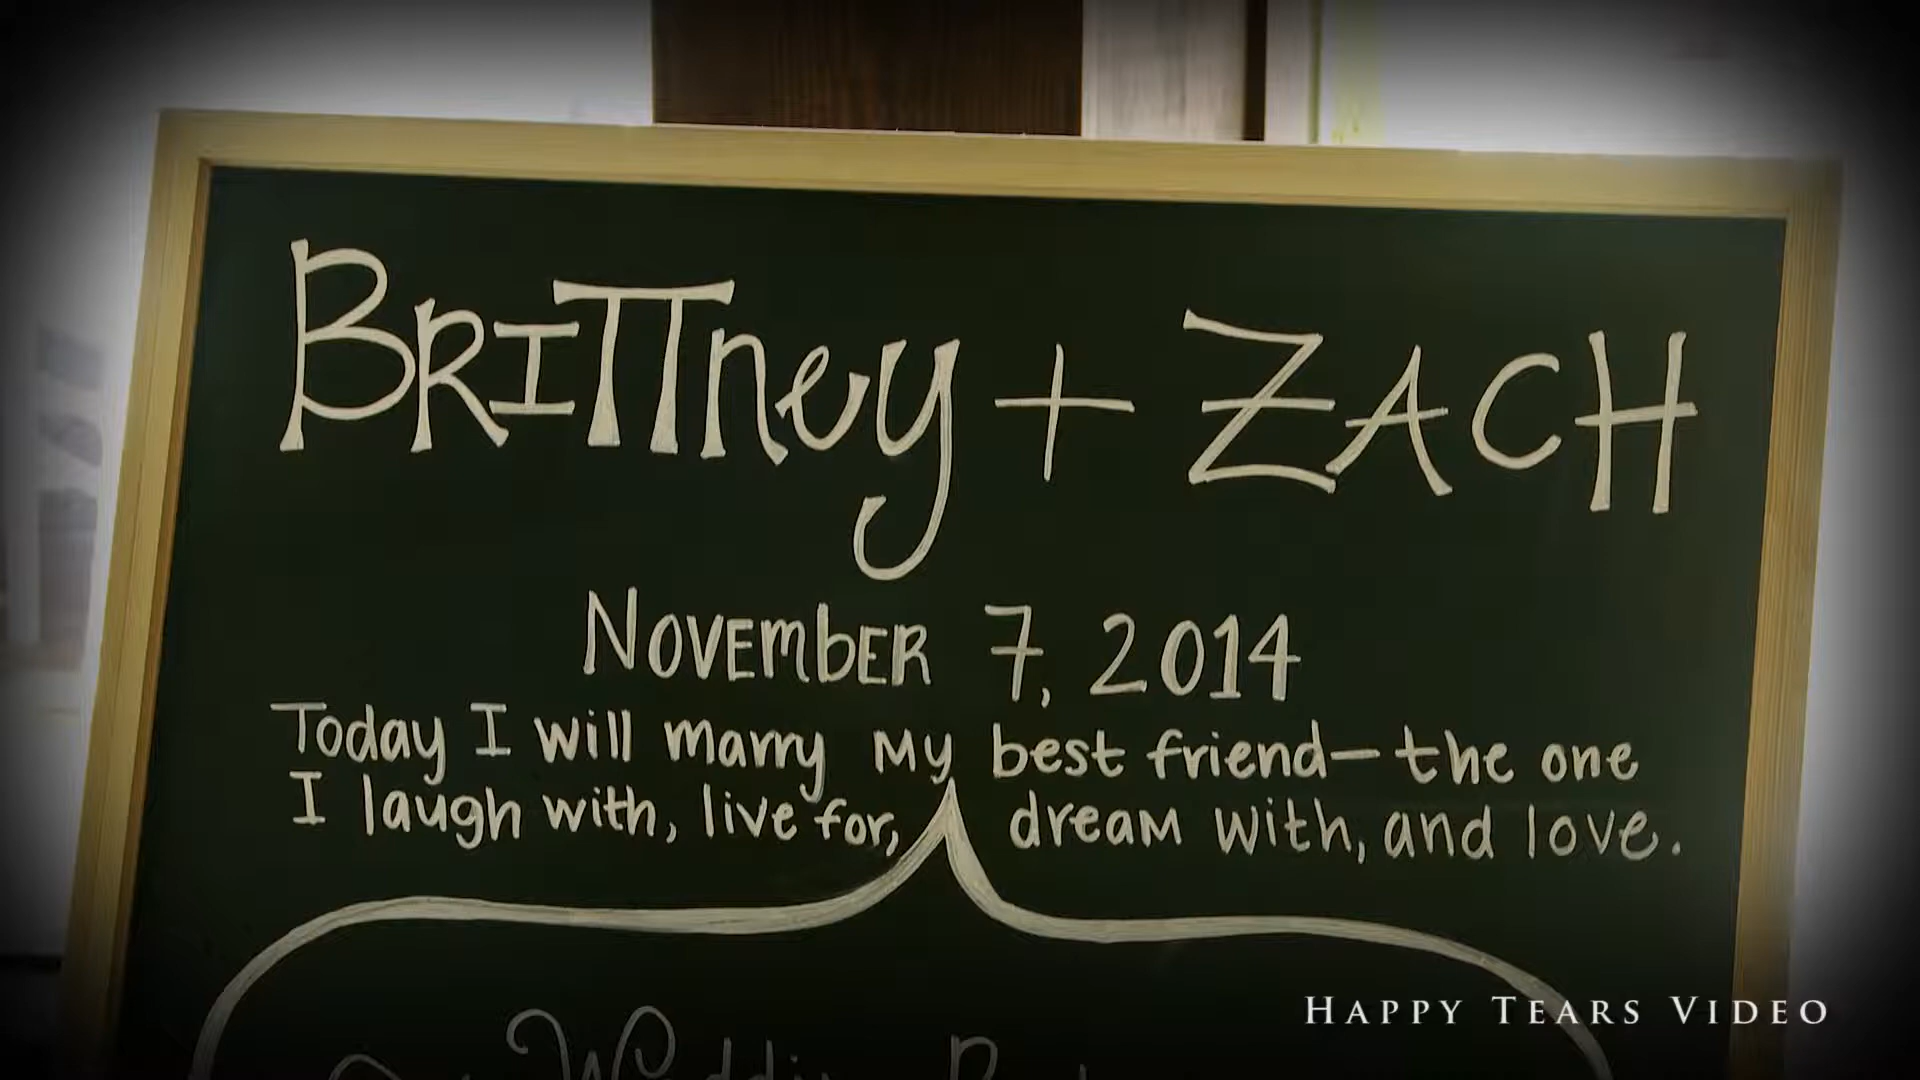 BRITTney + ZACH
NOVEMbER 7, 2014
Today I will marry My best friend—the one
I laugh with, live for, dreaM with, and love.
Wedding
HAPPY TEARS VIDEO